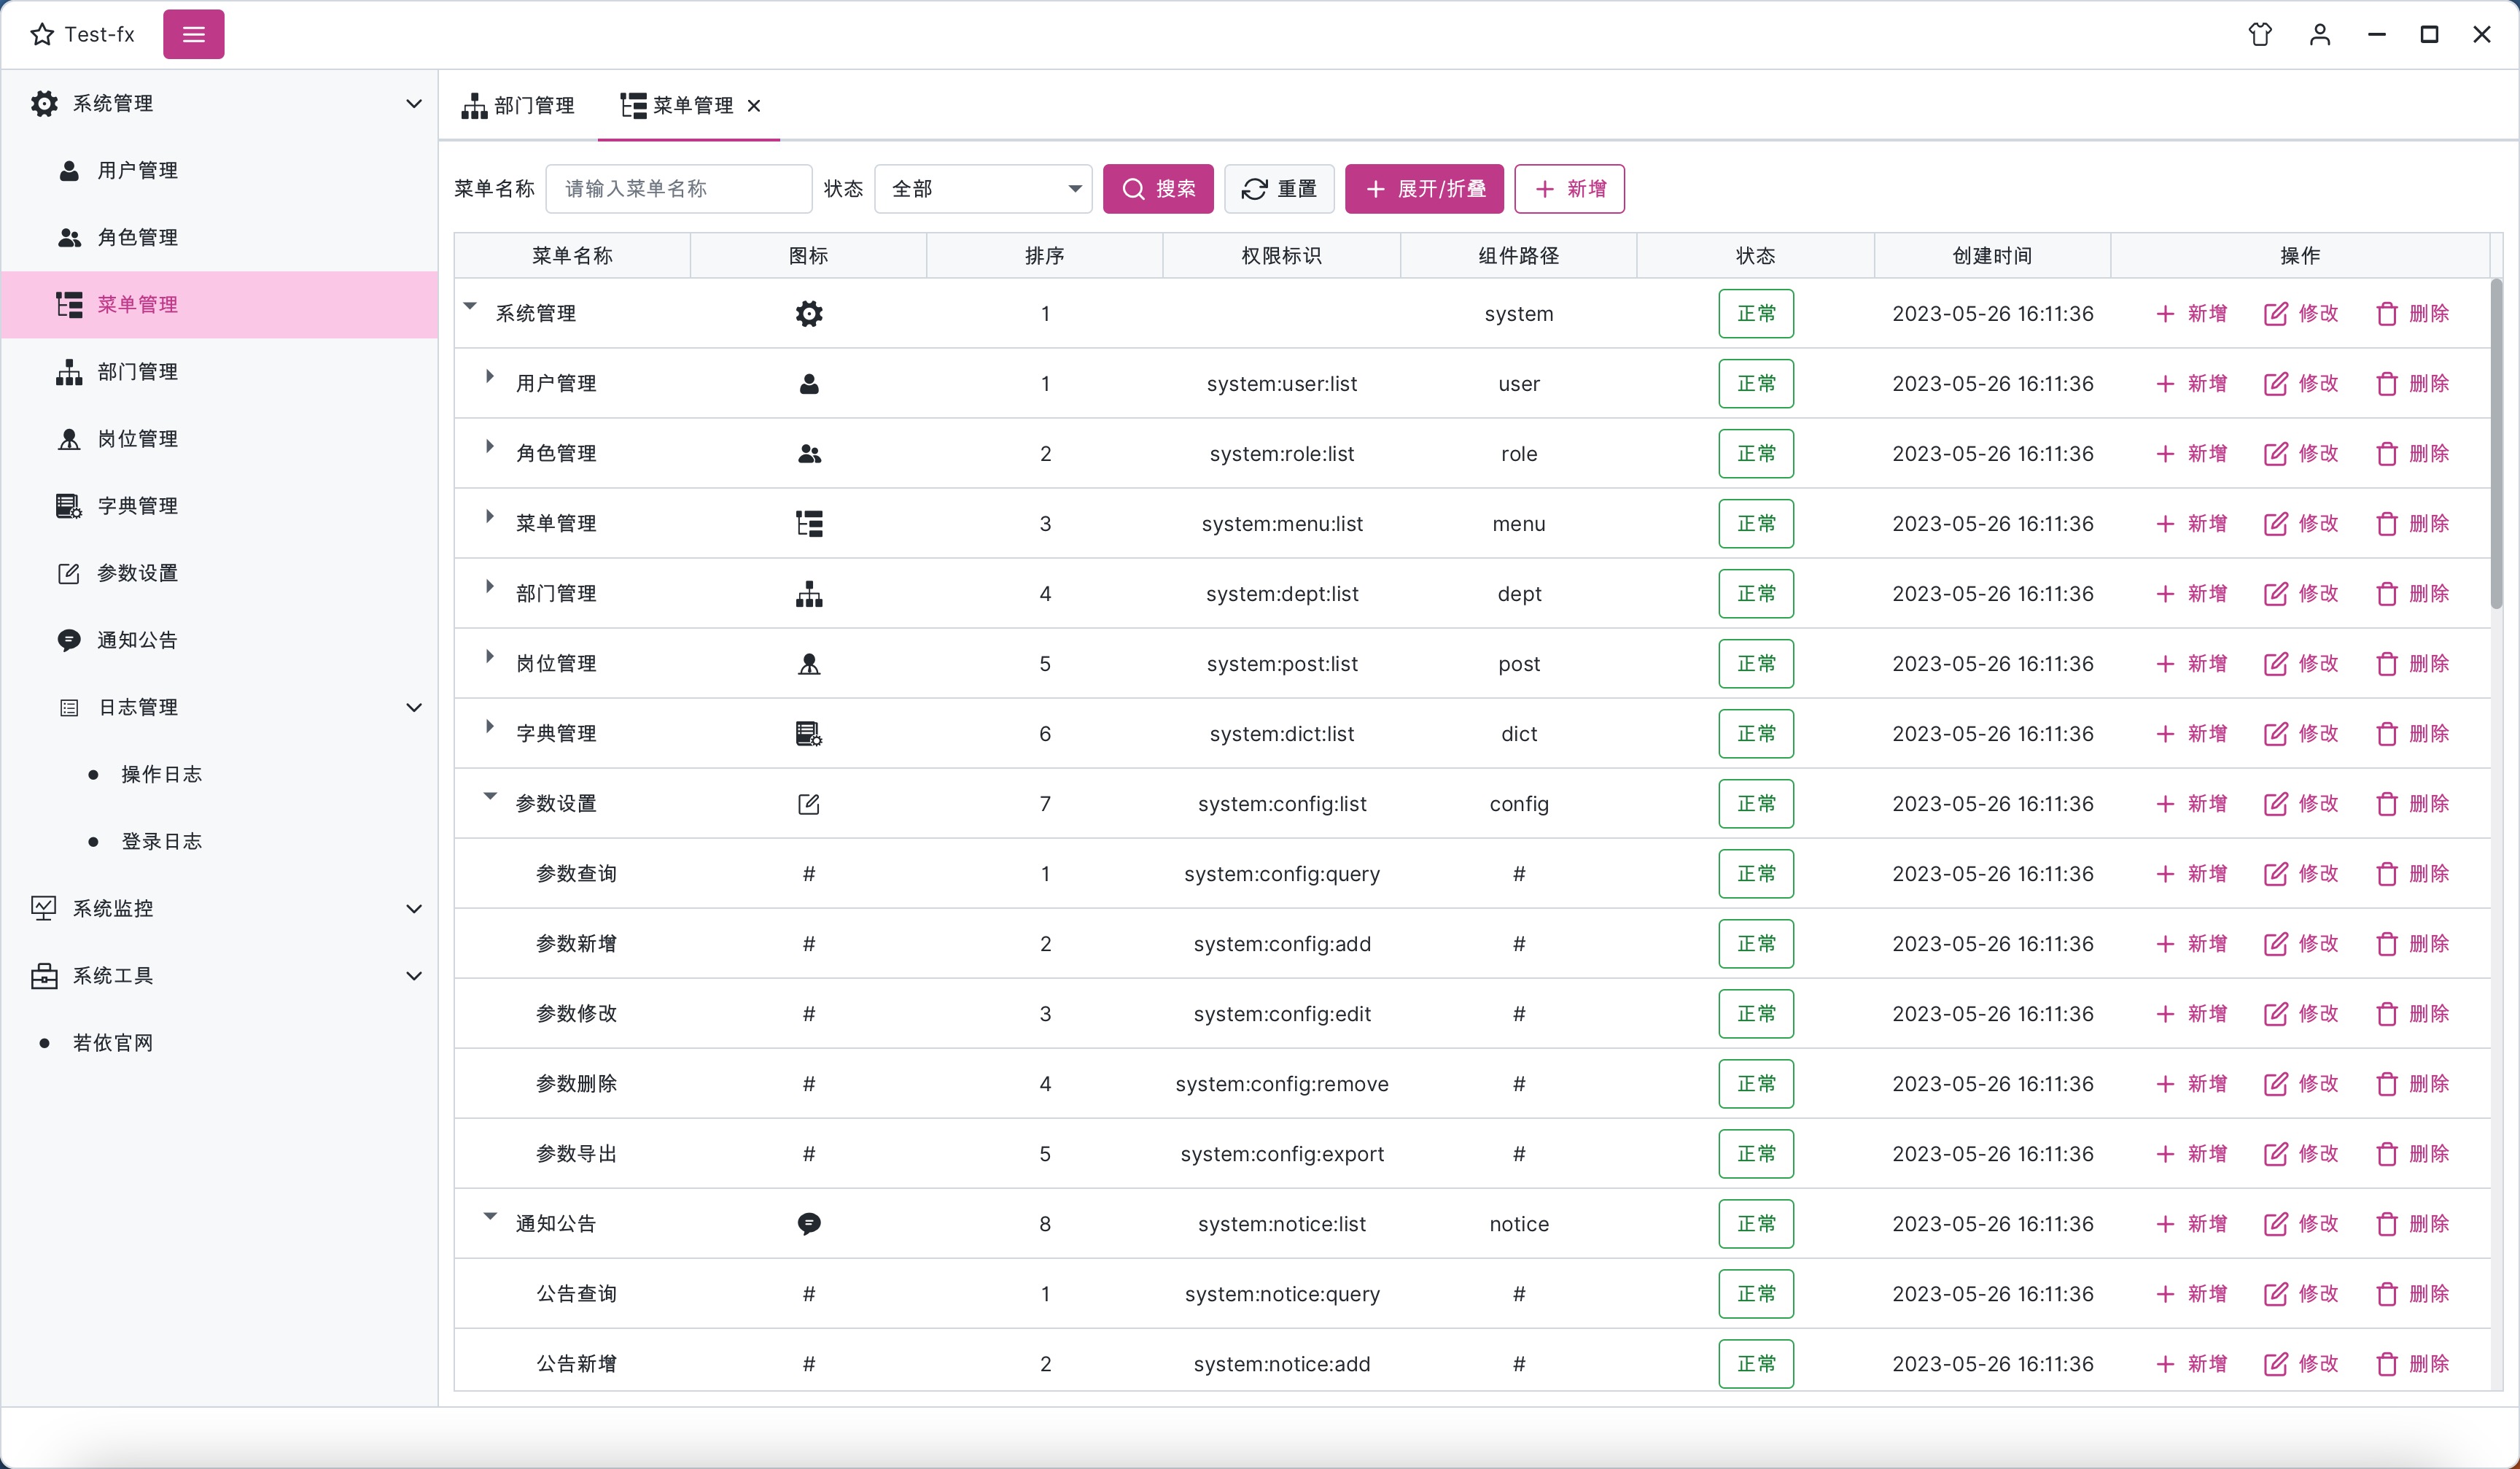 Test-fx
系统管理
用户管理
角色管理
菜单管理
部门管理
岗位管理
字典管理
参数设置
通知公告
日志管理
操作日志
登录日志
系统监控
系统工具
若依官网
部门管理 菜单管理
菜单名称 请输入菜单名称 状态 全部 搜索 重置 展开/折叠 新增
菜单名称 图标 排序 权限标识 组件路径 状态 创建时间 操作
系统管理 1 system 正常 2023-05-26 16:11:36 新增 修改 删除
用户管理 1 system:user:list user 正常 2023-05-26 16:11:36 新增 修改 删除
角色管理 2 system:role:list role 正常 2023-05-26 16:11:36 新增 修改 删除
菜单管理 3 system:menu:list menu 正常 2023-05-26 16:11:36 新增 修改 删除
部门管理 4 system:dept:list dept 正常 2023-05-26 16:11:36 新增 修改 删除
岗位管理 5 system:post:list post 正常 2023-05-26 16:11:36 新增 修改 删除
字典管理 6 system:dict:list dict 正常 2023-05-26 16:11:36 新增 修改 删除
参数设置 7 system:config:list config 正常 2023-05-26 16:11:36 新增 修改 删除
参数查询 # 1 system:config:query # 正常 2023-05-26 16:11:36 新增 修改 删除
参数新增 # 2 system:config:add # 正常 2023-05-26 16:11:36 新增 修改 删除
参数修改 # 3 system:config:edit # 正常 2023-05-26 16:11:36 新增 修改 删除
参数删除 # 4 system:config:remove # 正常 2023-05-26 16:11:36 新增 修改 删除
参数导出 # 5 system:config:export # 正常 2023-05-26 16:11:36 新增 修改 删除
通知公告 8 system:notice:list notice 正常 2023-05-26 16:11:36 新增 修改 删除
公告查询 # 1 system:notice:query # 正常 2023-05-26 16:11:36 新增 修改 删除
公告新增 # 2 system:notice:add # 正常 2023-05-26 16:11:36 新增 修改 删除